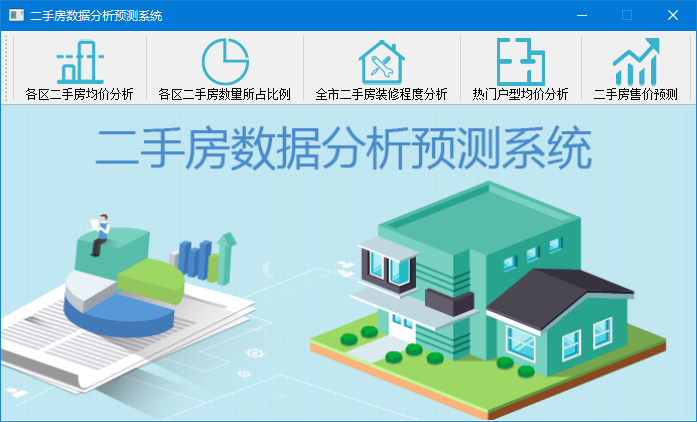 二手房数据分析预测系统
各区二手房均价分析
各区二手房数量所占比例
全市二手房装修程度分析
热门户型均价分析
二手房售价预测
二手房数据分析预测系统